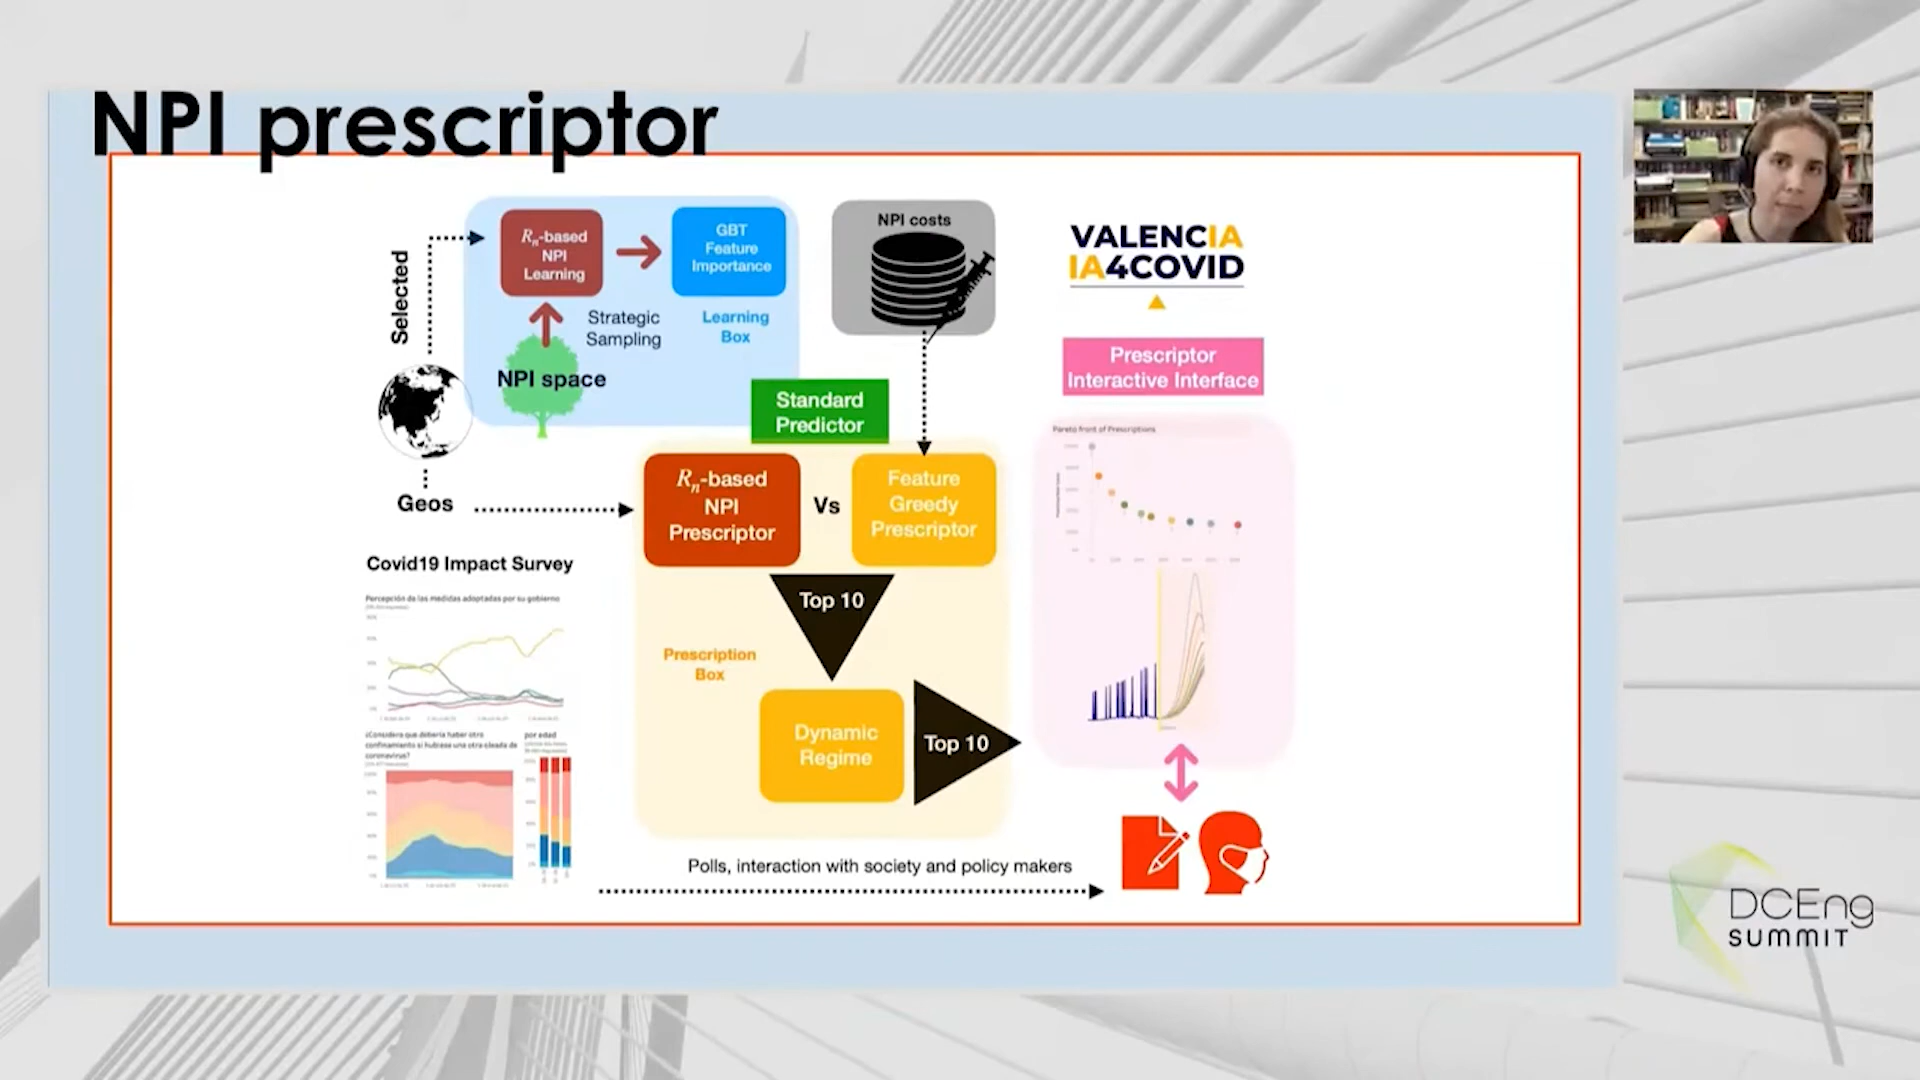 NPI prescriptor
Selected
Rn-based
NPI
Learning
GBT
Feature
Importance
Strategic
Sampling
Learning
Box
NPI space
NPI costs
VALENCIA
IA4COVID
Standard
Predictor
Prescriptor
Interactive Interface
Geos
Rn-based
NPI
Prescriptor
Vs
Feature
Greedy
Prescriptor
Pareto front of Prescriptions
Covid19 Impact Survey
Percepción de las medidas adoptadas por su gobierno
Top 10
Prescription
Box
Dynamic
Regime
Top 10
¿Considera que debería haber otro
confinamiento si hubiese una otra oleada de
coronavirus?
por edad
Polls, interaction with society and policy makers
DCEng
SUMMIT